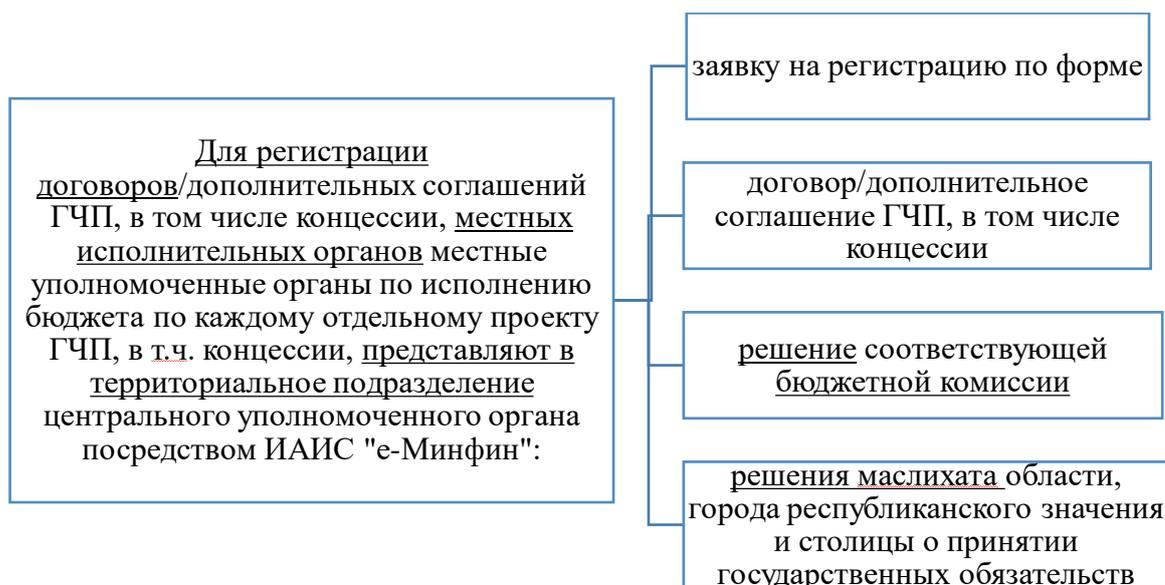 Для регистрации
договоров/дополнительных соглашений
ГЧП, в том числе концессии, местных
исполнительных органов местные
уполномоченные органы по исполнению
бюджета по каждому отдельному проекту
ГЧП, в т.ч. концессии, представляют в
территориальное подразделение
центрального уполномоченного органа
посредством ИАИС "е-Минфин":
заявку на регистрацию по форме
договор/дополнительное
соглашение ГЧП, в том числе
концессии
решение соответствующей
бюджетной комиссии
решения маслихата области,
города республиканского значения
и столицы о принятии
государственных обязательств